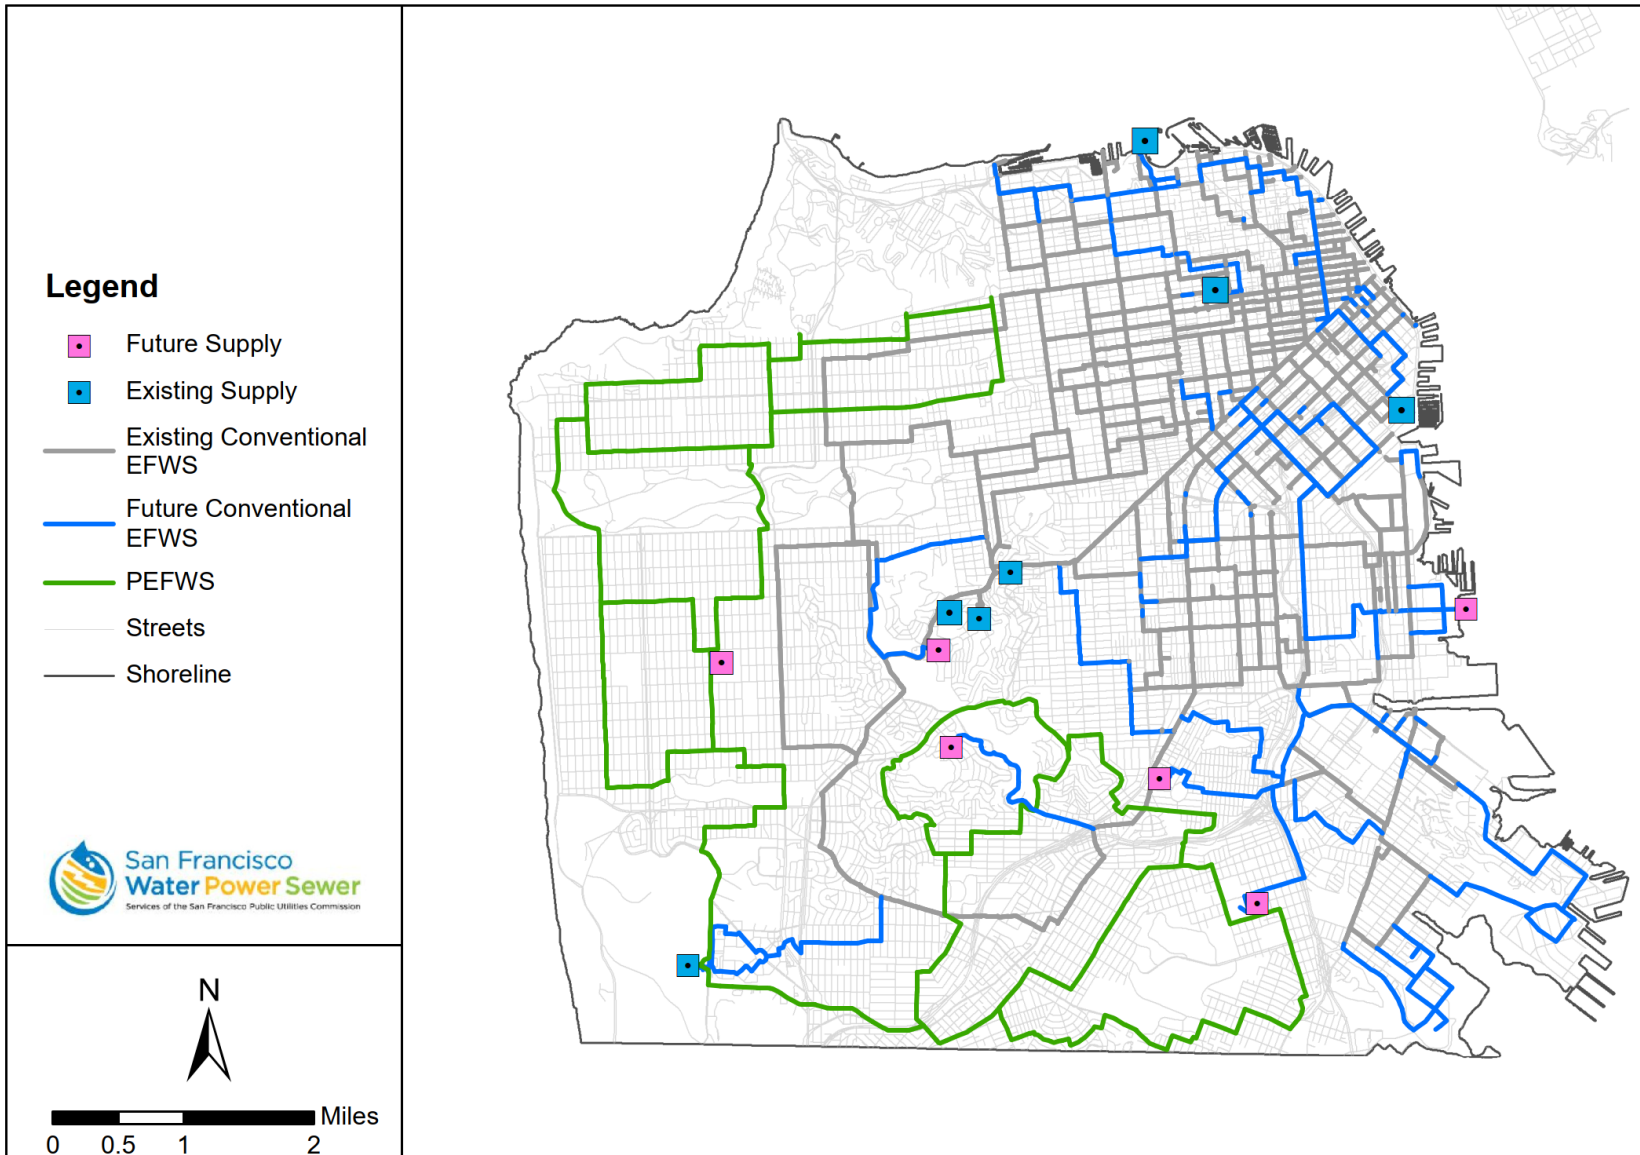 Legend
Future Supply
Existing Supply
Existing Conventional
EFWS
Future Conventional
EFWS
PEFWS
Streets
Shoreline
San Francisco
Water Power Sewer
Services of the San Francisco Public Utilities Commission
N
Miles
0 0.5 1 2